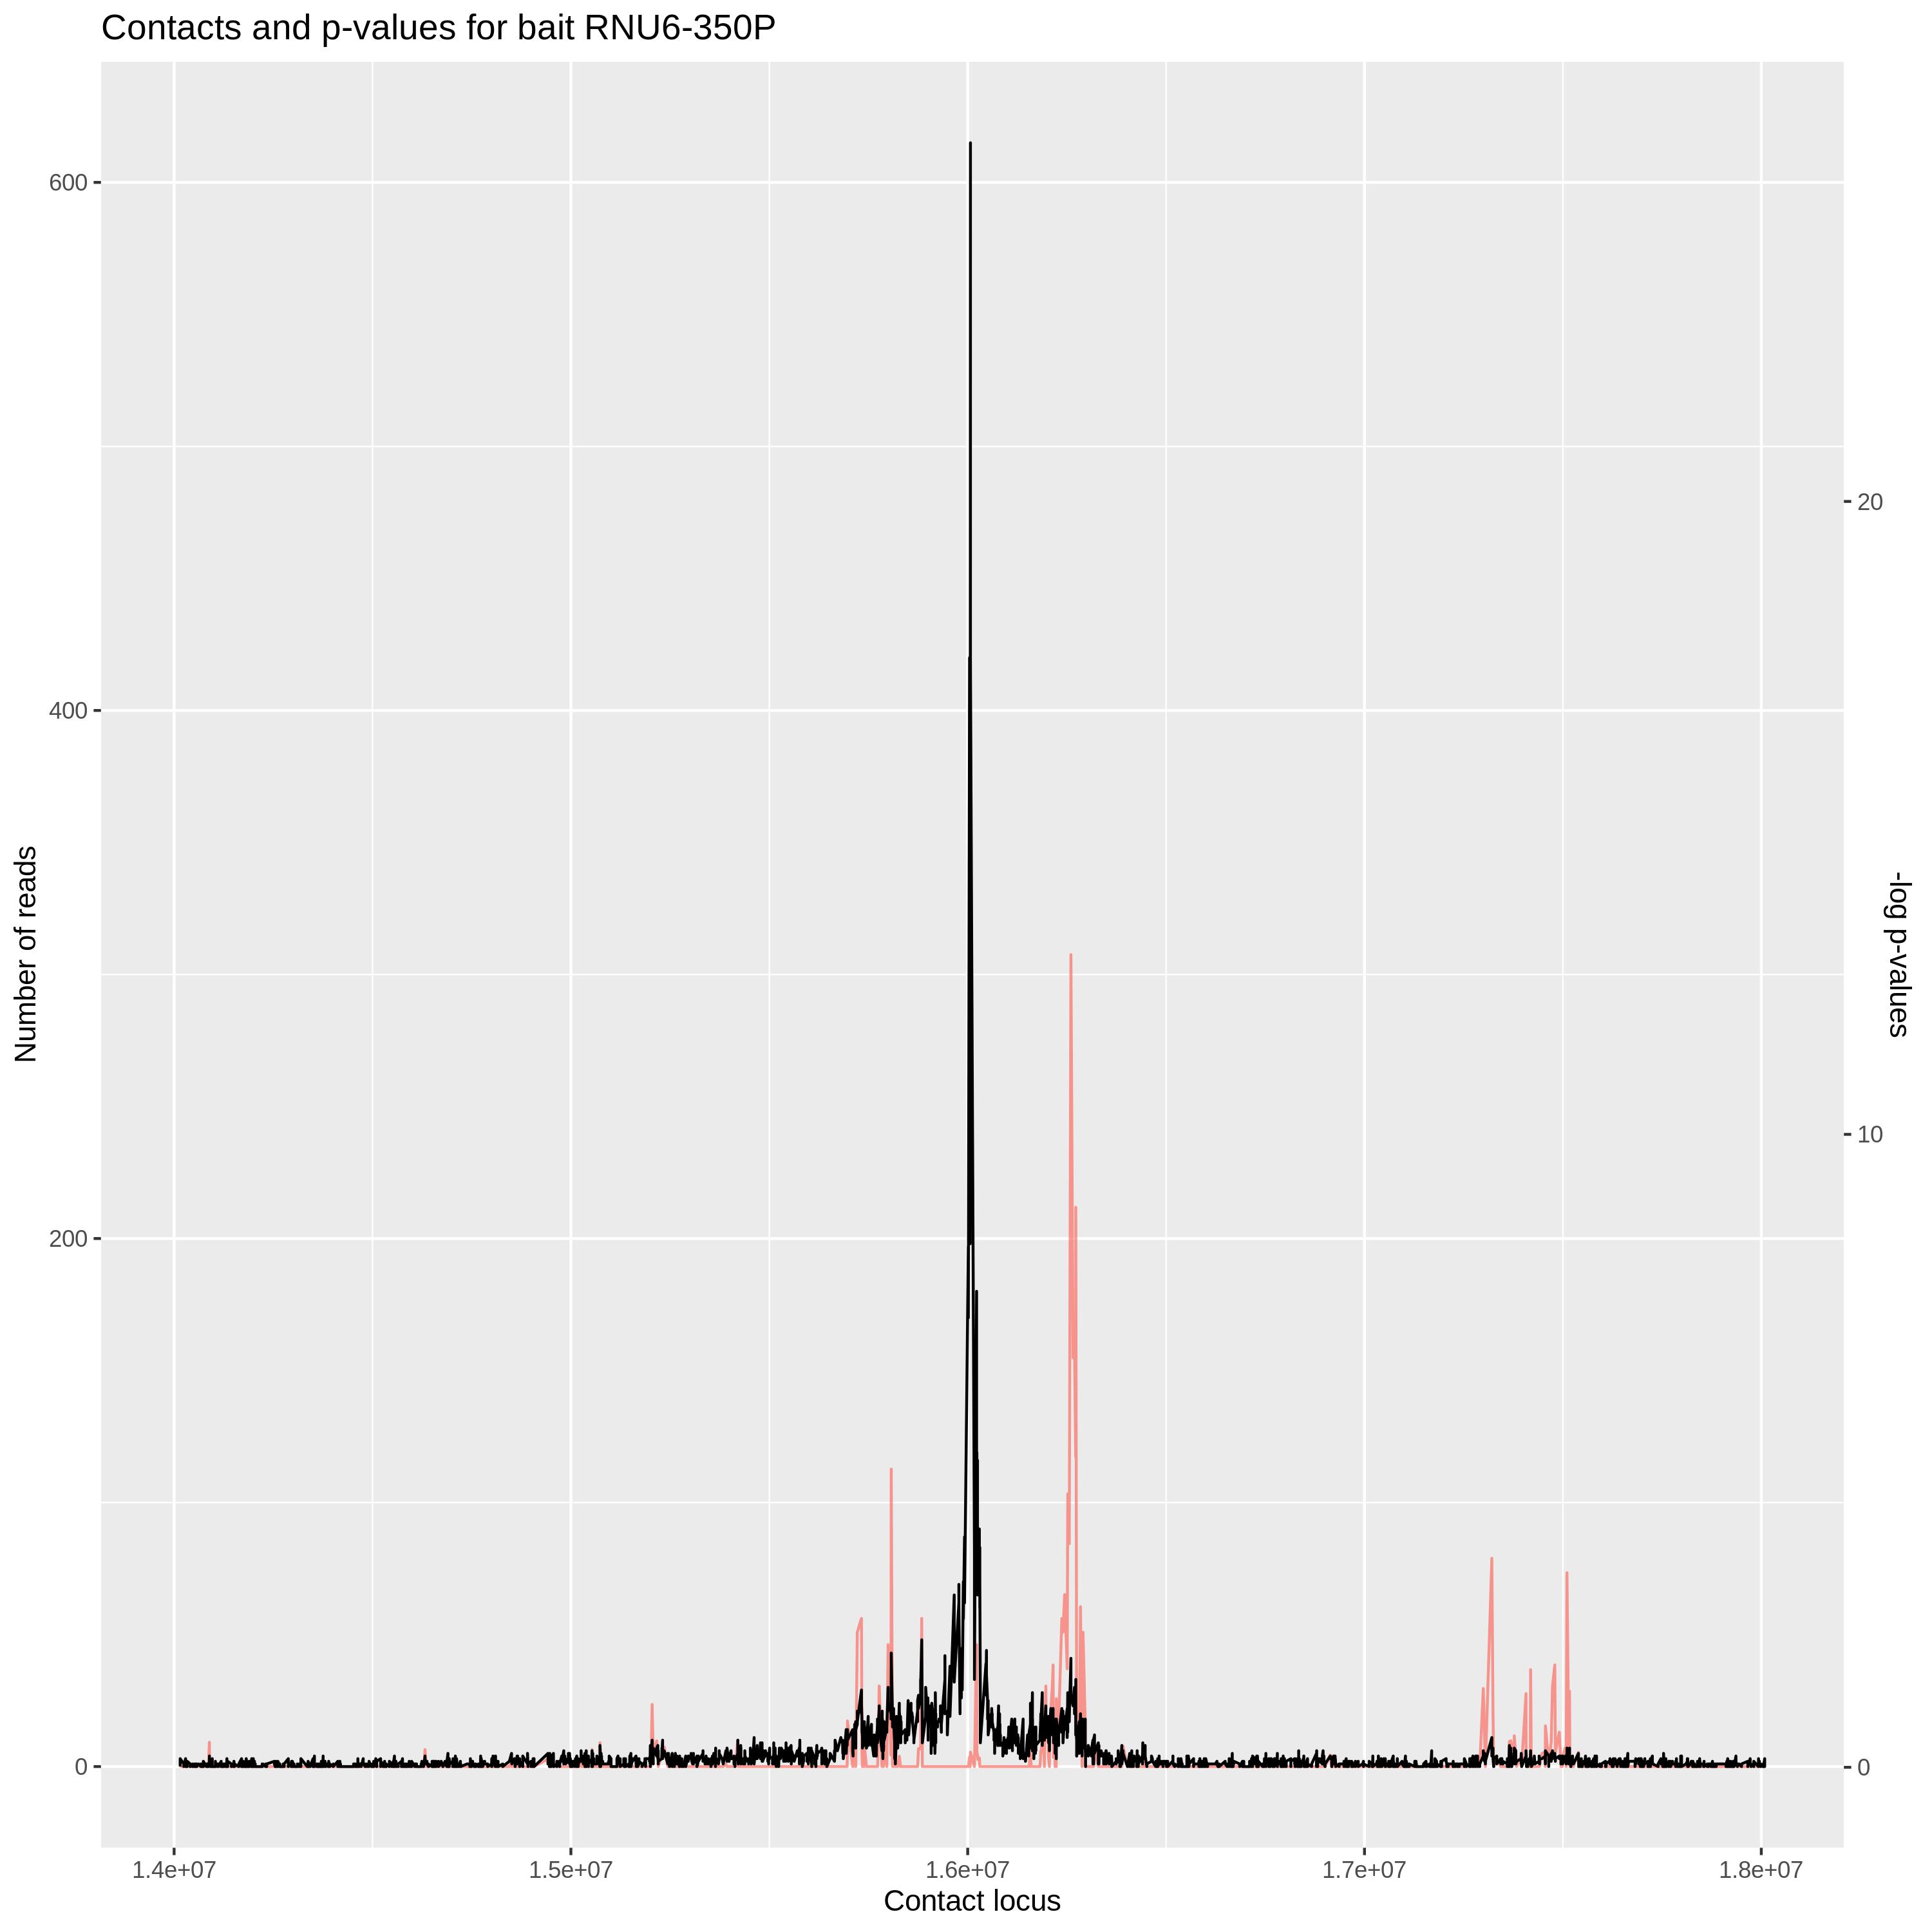 Contacts and p-values for bait RNU6-350P
600
400
200
0
Number of reads
20
10
0
-log p-values
1.4e+07
1.5e+07
1.6e+07
1.7e+07
1.8e+07
Contact locus